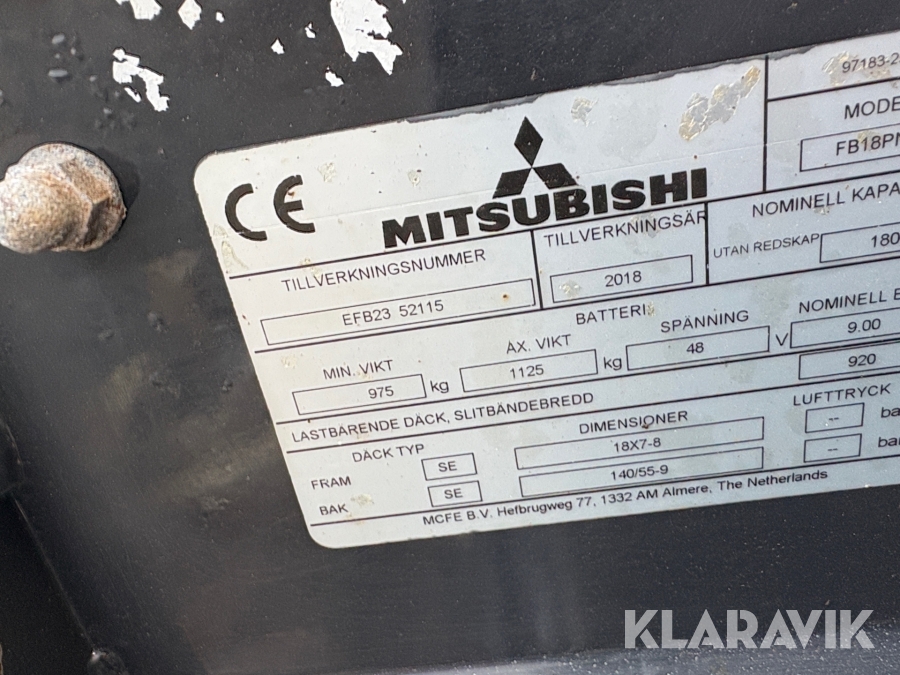 97183-2
MODE
FB18PN
CE
MITSUBISHI
TILLVERKNINGSNUMMER
TILLVERKNINGSÅR
NOMINELL KAPA
EFB23 52115
2018
UTAN REDSKAP 180
BATTERI
MIN. VIKT
AX. VIKT
SPÄNNING
NOMINELL E
975 kg
1125 kg
48 V
9.00
920
LASTBÄRENDE DÄCK, SLITBÄNDEBREDD
DÄCK TYP
DIMENSIONER
LUFTTRYCK
FRAM SE 18X7-8 -- ba
BAK SE 140/55-9 -- bar
MCFE B.V. Hefbrugweg 77, 1332 AM Almere, The Netherlands
KLARAVIK